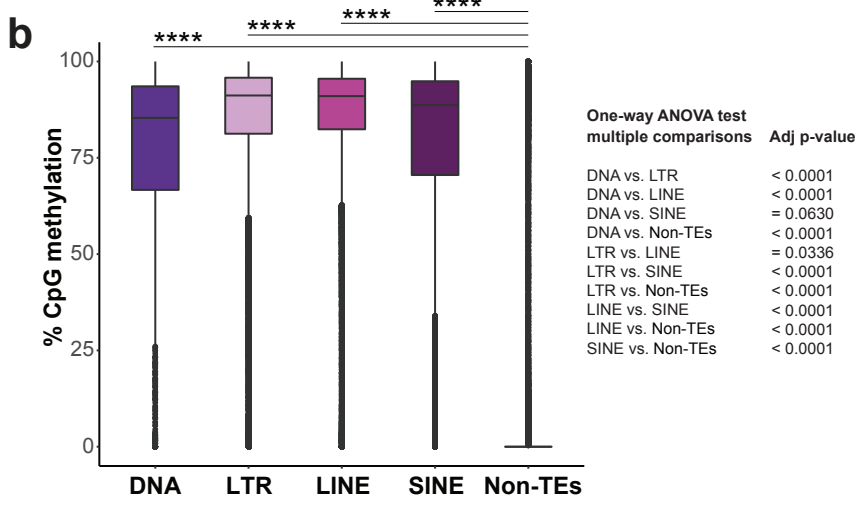 b
****
****
****
****
% CpG methylation
100
75
50
25
0
DNA LTR LINE SINE Non-TEs
One-way ANOVA test
multiple comparisons Adj p-value
DNA vs. LTR < 0.0001
DNA vs. LINE < 0.0001
DNA vs. SINE = 0.0630
DNA vs. Non-TEs < 0.0001
LTR vs. LINE = 0.0336
LTR vs. SINE < 0.0001
LTR vs. Non-TEs < 0.0001
LINE vs. SINE < 0.0001
LINE vs. Non-TEs < 0.0001
SINE vs. Non-TEs < 0.0001